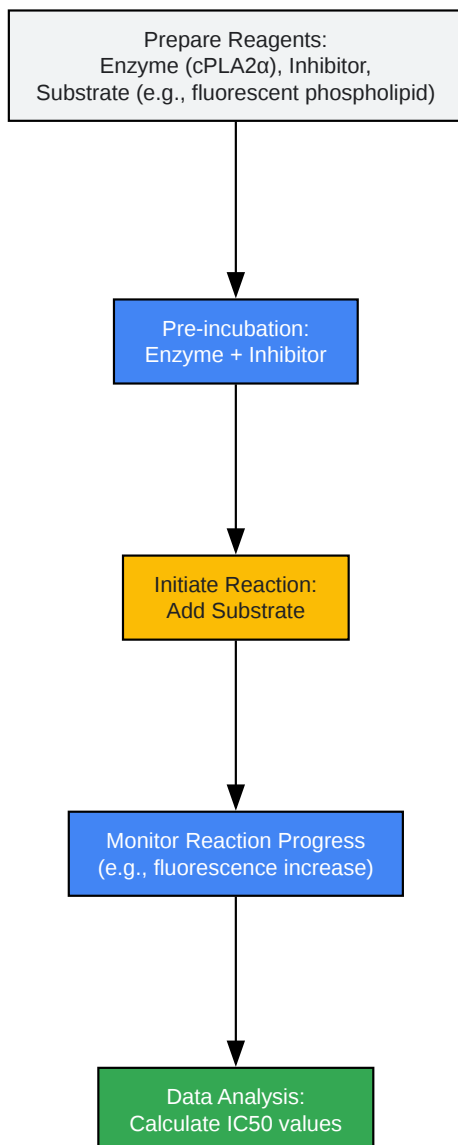 Prepare Reagents:
Enzyme (cPLA2α), Inhibitor,
Substrate (e.g., fluorescent phospholipid)
Pre-incubation:
Enzyme + Inhibitor
Initiate Reaction:
Add Substrate
Monitor Reaction Progress
(e.g., fluorescence increase)
Data Analysis:
Calculate IC50 values